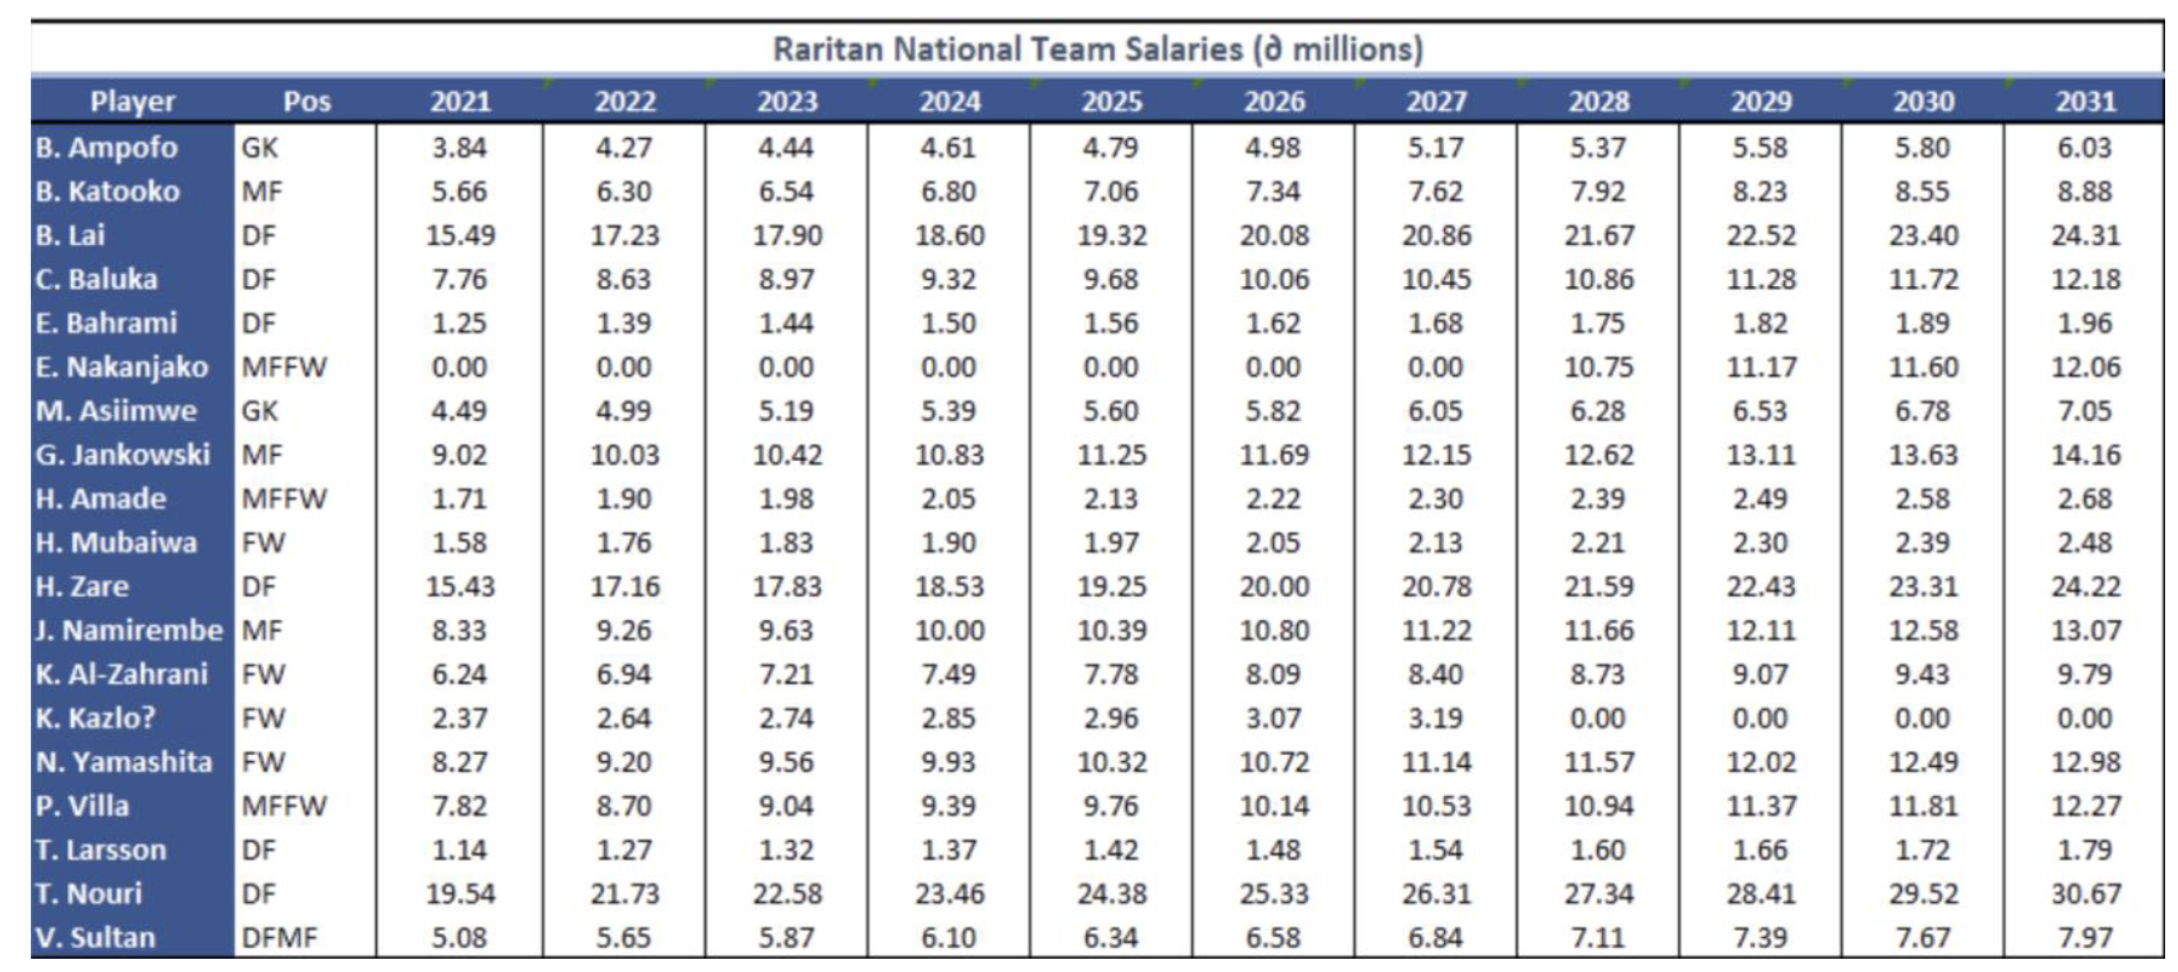 Raritan National Team Salaries (∂ millions)
Player Pos 2021 2022 2023 2024 2025 2026 2027 2028 2029 2030 2031
B. Ampofo GK 3.84 4.27 4.44 4.61 4.79 4.98 5.17 5.37 5.58 5.80 6.03
B. Katooko MF 5.66 6.30 6.54 6.80 7.06 7.34 7.62 7.92 8.23 8.55 8.88
B. Lai DF 15.49 17.23 17.90 18.60 19.32 20.08 20.86 21.67 22.52 23.40 24.31
C. Baluka DF 7.76 8.63 8.97 9.32 9.68 10.06 10.45 10.86 11.28 11.72 12.18
E. Bahrami DF 1.25 1.39 1.44 1.50 1.56 1.62 1.68 1.75 1.82 1.89 1.96
E. Nakanjako MFFW 0.00 0.00 0.00 0.00 0.00 0.00 0.00 10.75 11.17 11.60 12.06
M. Asiimwe GK 4.49 4.99 5.19 5.39 5.60 5.82 6.05 6.28 6.53 6.78 7.05
G. Jankowski MF 9.02 10.03 10.42 10.83 11.25 11.69 12.15 12.62 13.11 13.63 14.16
H. Amade MFFW 1.71 1.90 1.98 2.05 2.13 2.22 2.30 2.39 2.49 2.58 2.68
H. Mubaiwa FW 1.58 1.76 1.83 1.90 1.97 2.05 2.13 2.21 2.30 2.39 2.48
H. Zare DF 15.43 17.16 17.83 18.53 19.25 20.00 20.78 21.59 22.43 23.31 24.22
J. Namirembe MF 8.33 9.26 9.63 10.00 10.39 10.80 11.22 11.66 12.11 12.58 13.07
K. Al-Zahrani FW 6.24 6.94 7.21 7.49 7.78 8.09 8.40 8.73 9.07 9.43 9.79
K. Kazlo? FW 2.37 2.64 2.74 2.85 2.96 3.07 3.19 0.00 0.00 0.00 0.00
N. Yamashita FW 8.27 9.20 9.56 9.93 10.32 10.72 11.14 11.57 12.02 12.49 12.98
P. Villa MFFW 7.82 8.70 9.04 9.39 9.76 10.14 10.53 10.94 11.37 11.81 12.27
T. Larsson DF 1.14 1.27 1.32 1.37 1.42 1.48 1.54 1.60 1.66 1.72 1.79
T. Nouri DF 19.54 21.73 22.58 23.46 24.38 25.33 26.31 27.34 28.41 29.52 30.67
V. Sultan DFMF 5.08 5.65 5.87 6.10 6.34 6.58 6.84 7.11 7.39 7.67 7.97